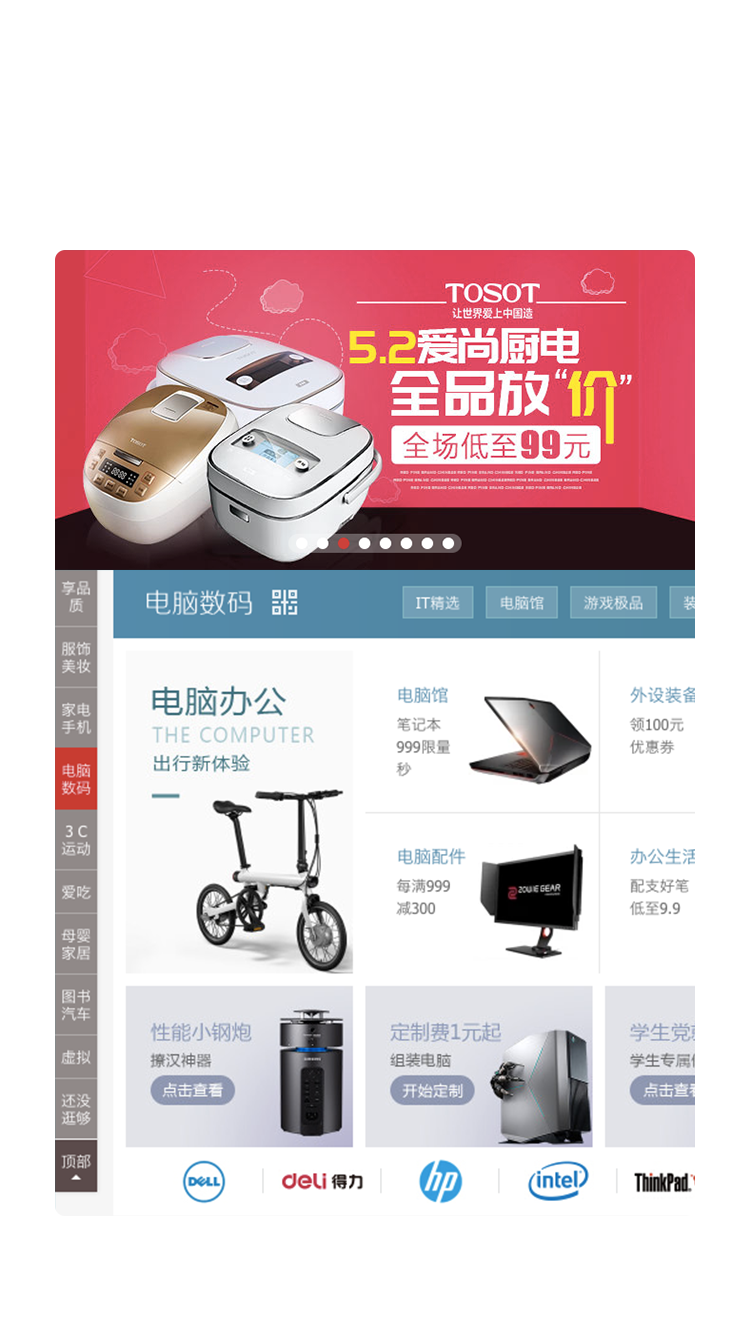 TOSOT
让世界爱上中国造
5.2爱尚厨电
全品放“价”
全场低至99元
TOSOT
享品
质
服饰
美妆
家电
手机
电脑
数码
3 C
运动
爱吃
母婴
家居
图书
汽车
虚拟
还没
逛够
顶部
电脑数码
IT精选
电脑馆
游戏极品
装
电脑办公
THE COMPUTER
出行新体验
电脑馆
笔记本
999限量
秒
外设装备
领100元
优惠券
电脑配件
每满999
减300
ZOWIE GEAR
办公生活
配支好笔
低至9.9
性能小钢炮
撩汉神器
点击查看
定制费1元起
组装电脑
开始定制
学生党
学生专属
点击查看
DELL
deli 得力
hp
intel
ThinkPad